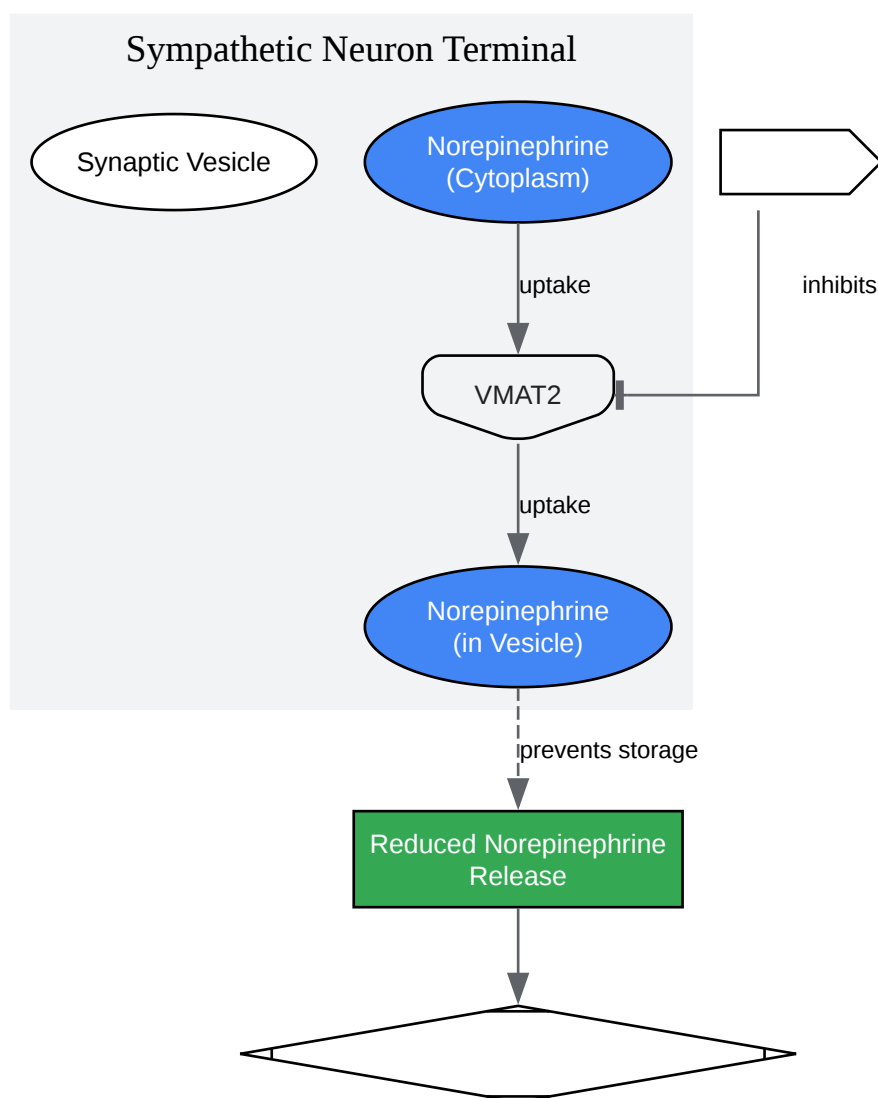 Sympathetic Neuron Terminal
Synaptic Vesicle
Norepinephrine
(Cytoplasm)
uptake
inhibits
VMAT2
uptake
Norepinephrine
(in Vesicle)
prevents storage
Reduced Norepinephrine
Release